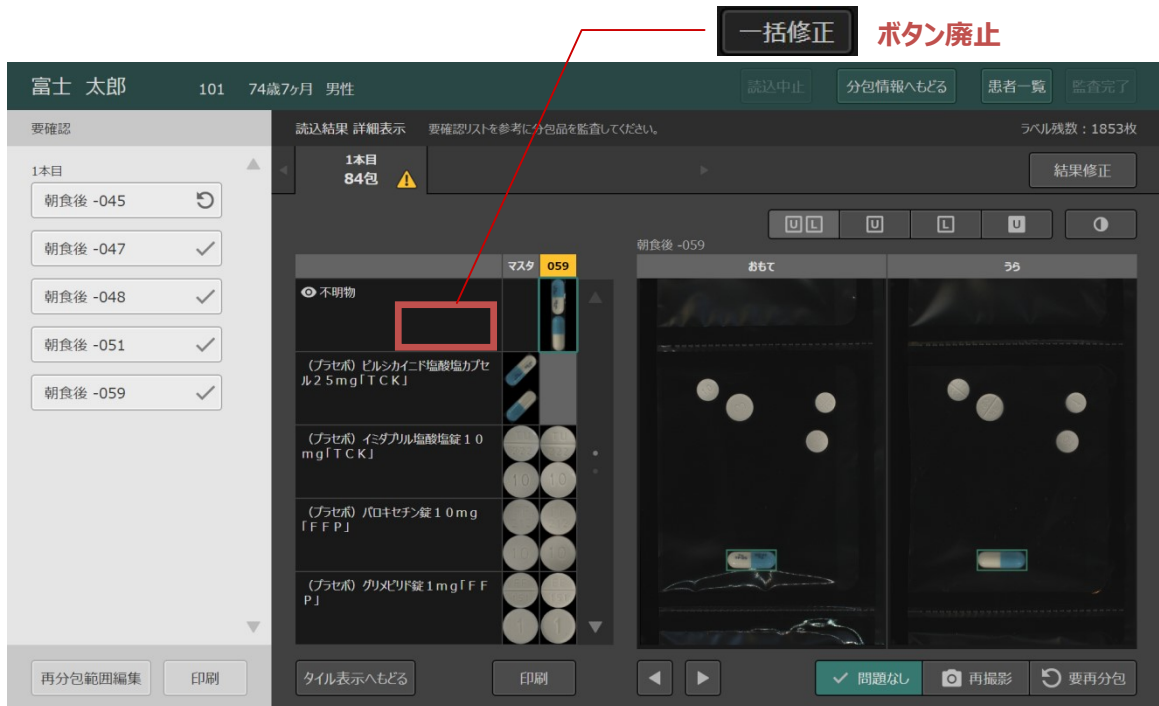 一括修正
ボタン廃止
富士 太郎 101 74歳7ヶ月 男性
読込中止
分包情報へもどる
患者一覧
監査完了
要確認
読込結果 詳細表示 要確認リストを参考に分包品を監査してください。
ラベル残数：1853枚
1本目
朝食後 -045
朝食後 -047
朝食後 -048
朝食後 -051
朝食後 -059
1本目
84包
結果修正
U L
U
L
U
朝食後 -059
マスタ 059
おもて
うら
不明物
（プラセボ）ピルシカイニド塩酸塩カプセ
ル２５mg「ＴＣＫ」
（プラセボ）イミダプリル塩酸塩錠１０
mg「ＴＣＫ」
（プラセボ）パロキセチン錠１０mg
「ＦＦＰ」
（プラセボ）グリメピリド錠１mg「ＦＦ
Ｐ」
再分包範囲編集
印刷
タイル表示へもどる
印刷
問題なし
再撮影
要再分包